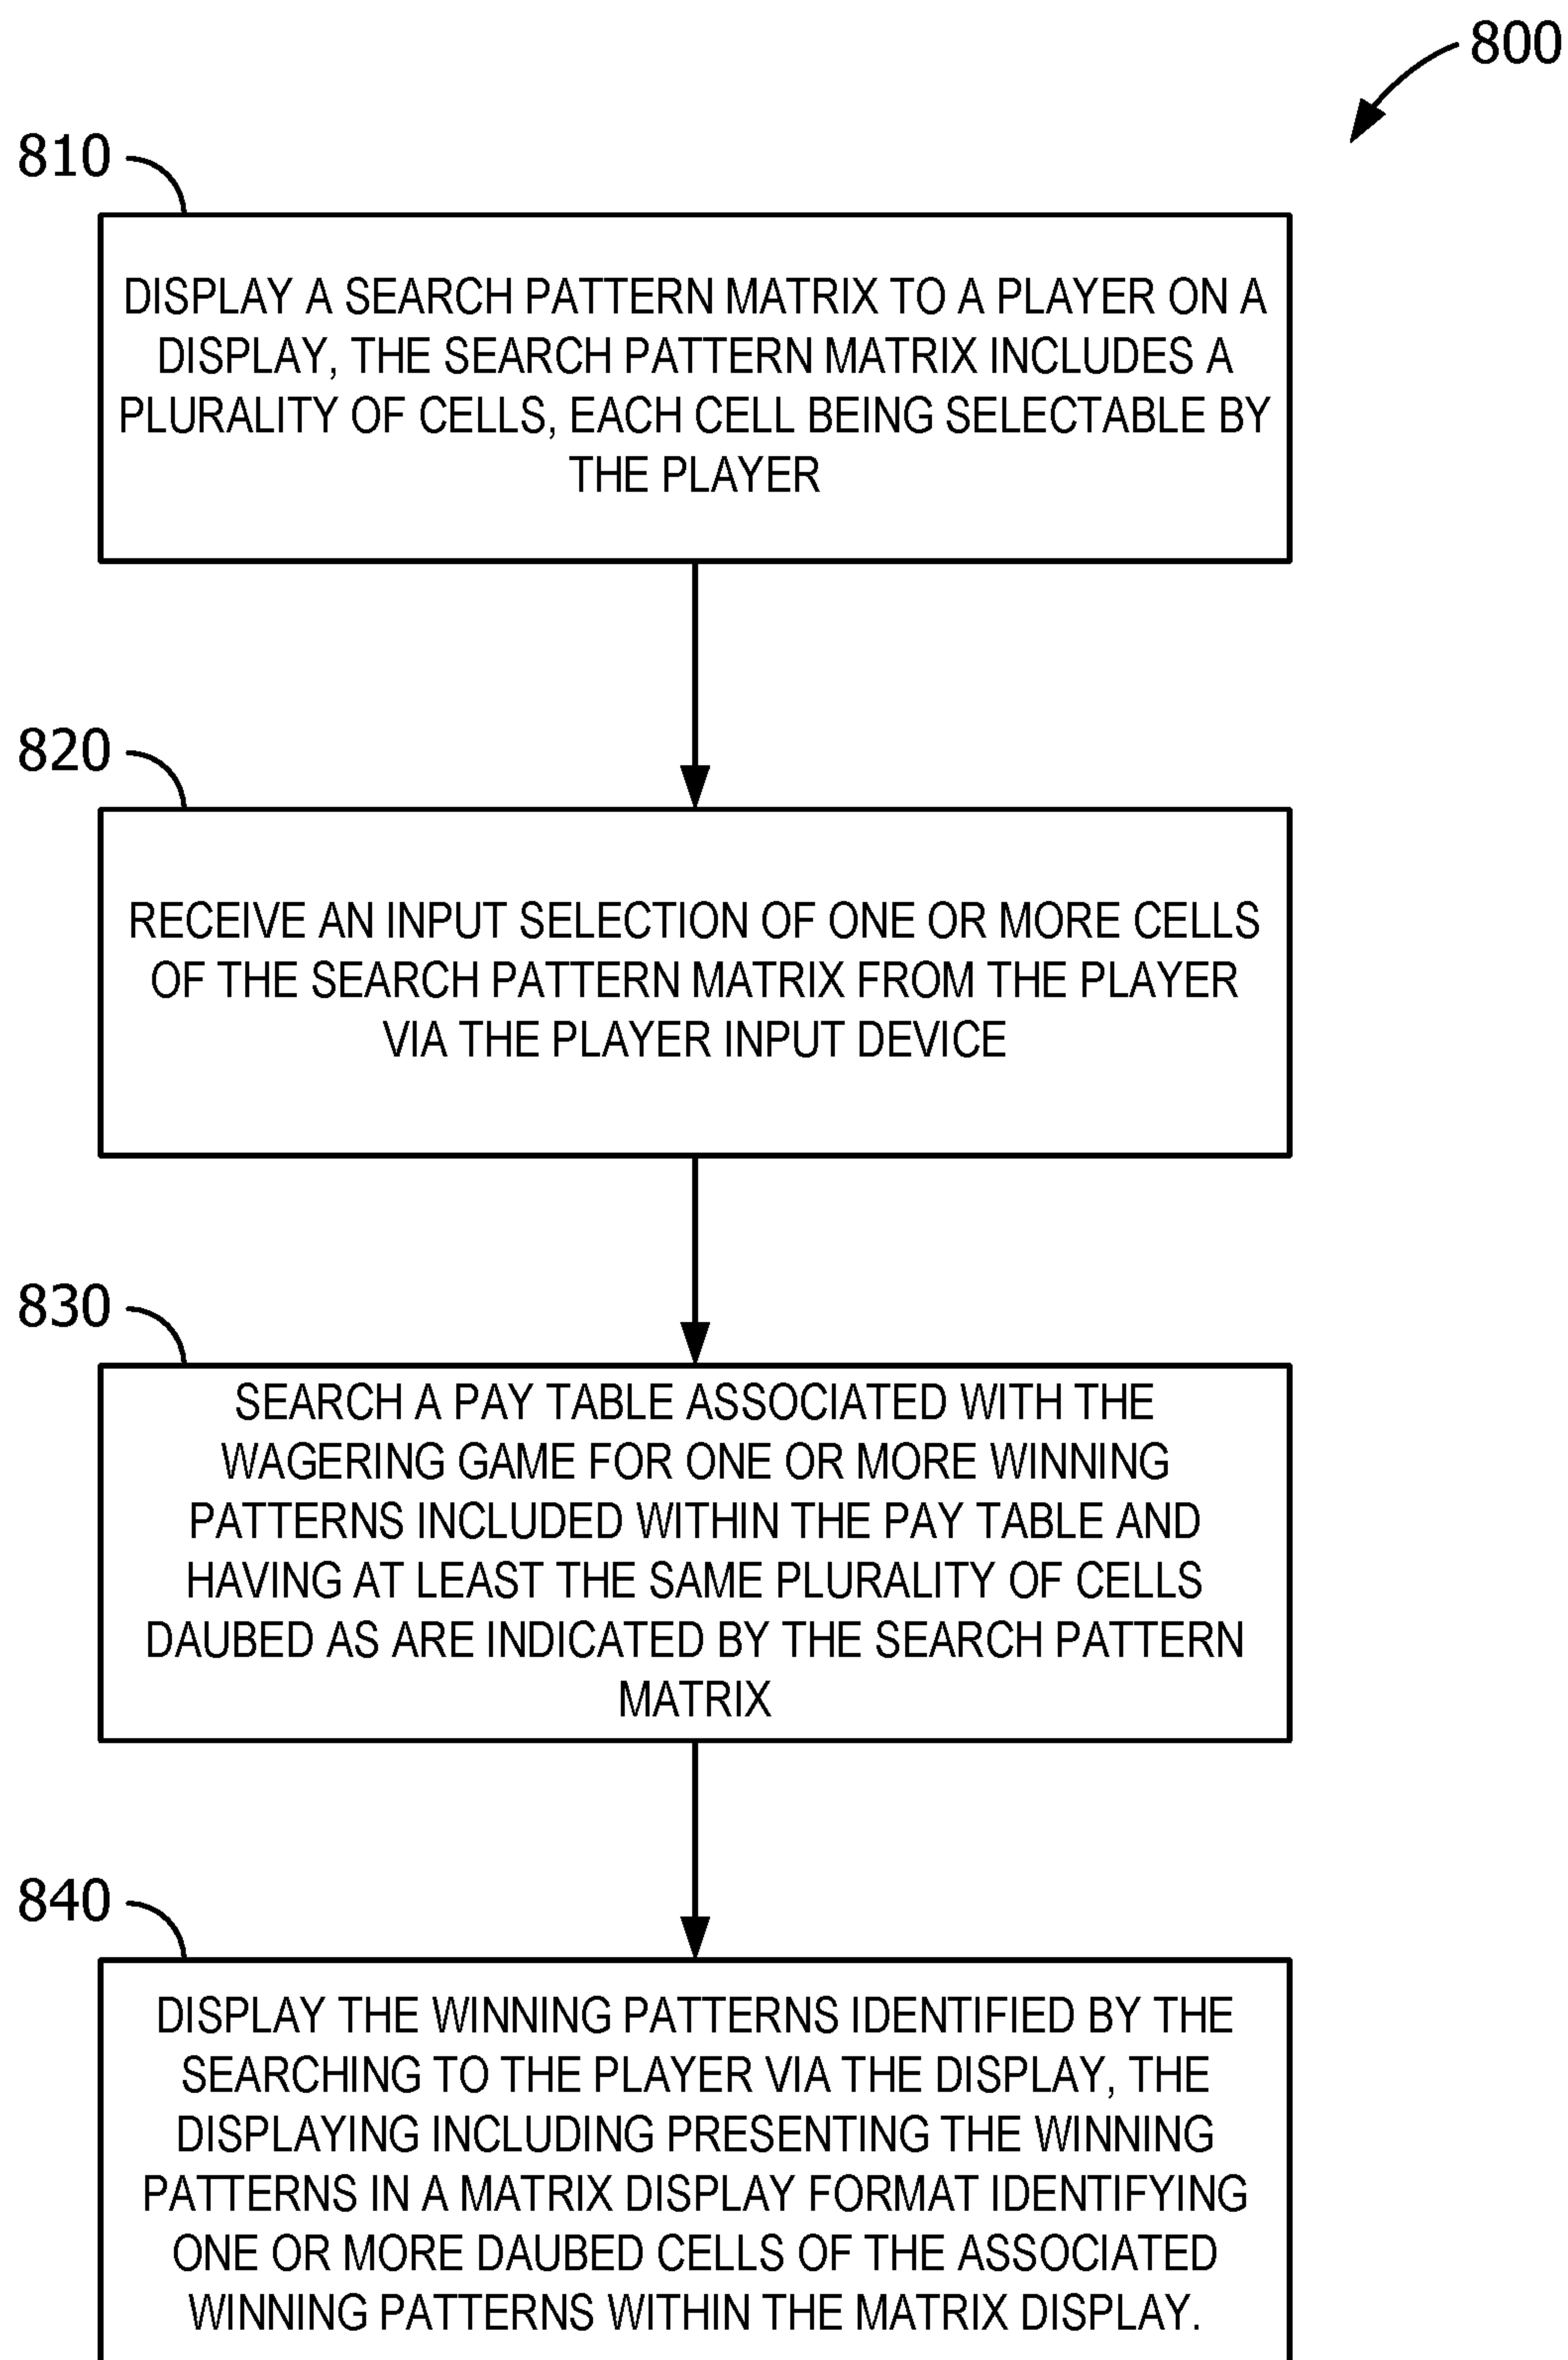 800
810
DISPLAY A SEARCH PATTERN MATRIX TO A PLAYER ON A
DISPLAY, THE SEARCH PATTERN MATRIX INCLUDES A
PLURALITY OF CELLS, EACH CELL BEING SELECTABLE BY
THE PLAYER
820
RECEIVE AN INPUT SELECTION OF ONE OR MORE CELLS
OF THE SEARCH PATTERN MATRIX FROM THE PLAYER
VIA THE PLAYER INPUT DEVICE
830
SEARCH A PAY TABLE ASSOCIATED WITH THE
WAGERING GAME FOR ONE OR MORE WINNING
PATTERNS INCLUDED WITHIN THE PAY TABLE AND
HAVING AT LEAST THE SAME PLURALITY OF CELLS
DAUBED AS ARE INDICATED BY THE SEARCH PATTERN
MATRIX
840
DISPLAY THE WINNING PATTERNS IDENTIFIED BY THE
SEARCHING TO THE PLAYER VIA THE DISPLAY, THE
DISPLAYING INCLUDING PRESENTING THE WINNING
PATTERNS IN A MATRIX DISPLAY FORMAT IDENTIFYING
ONE OR MORE DAUBED CELLS OF THE ASSOCIATED
WINNING PATTERNS WITHIN THE MATRIX DISPLAY.